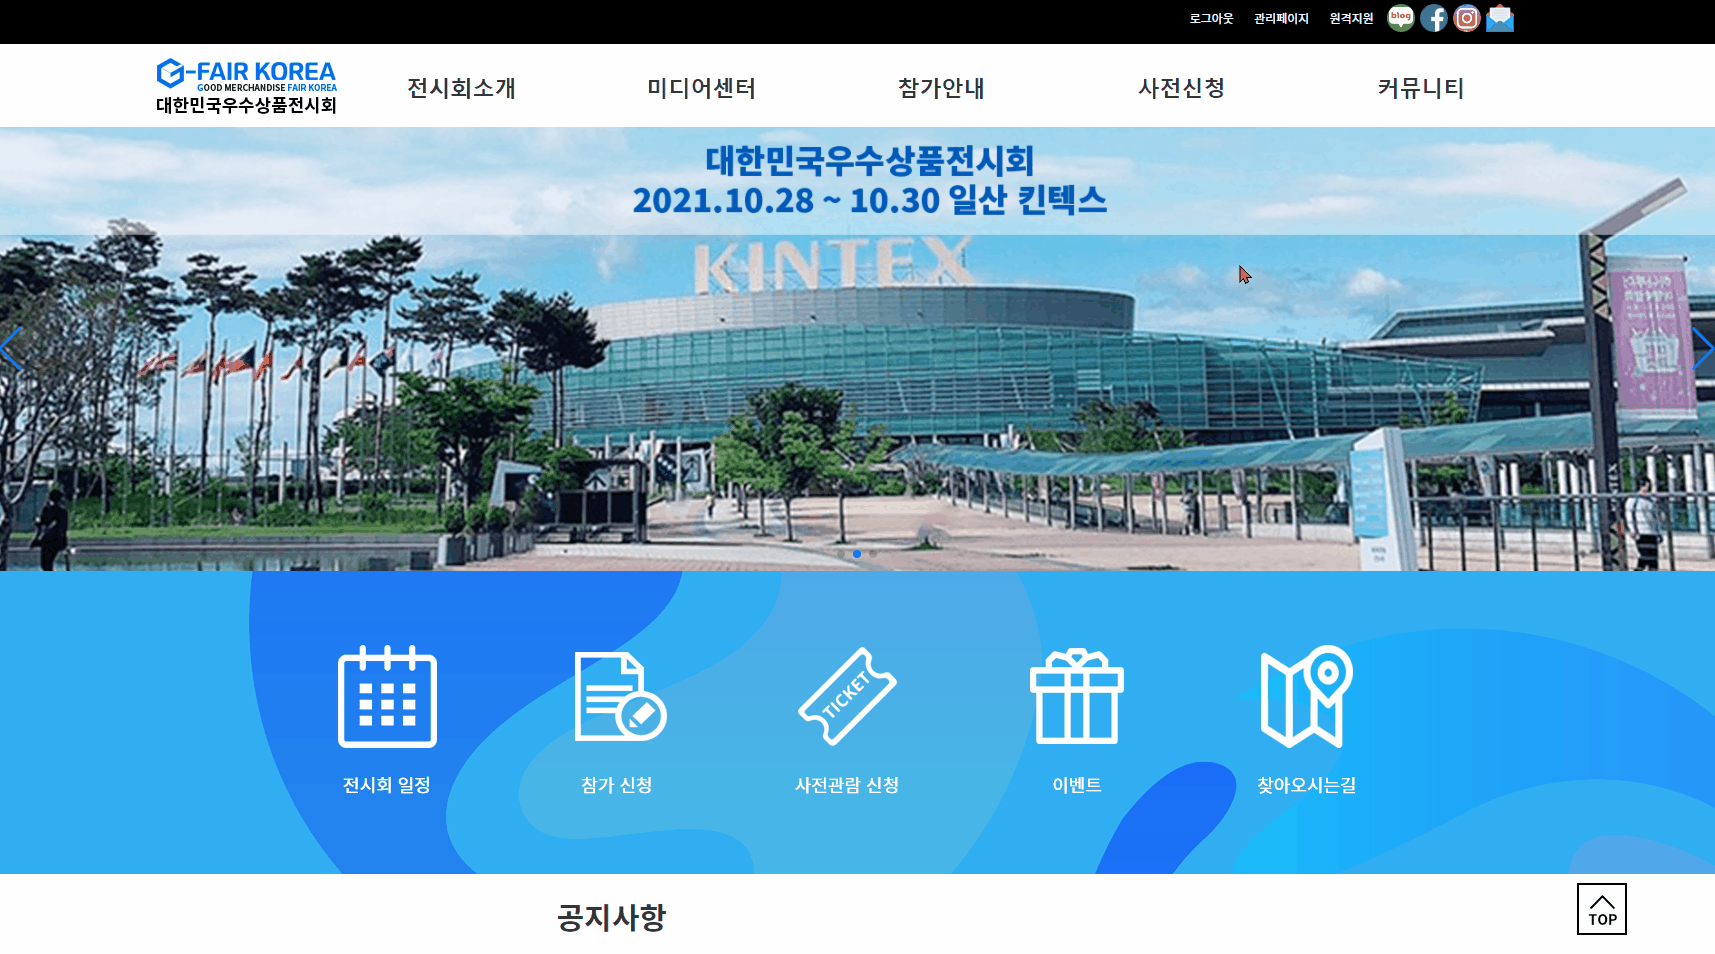 로그아웃 관리페이지 원격지원 blog
G-FAIR KOREA
GOOD MERCHANDISE FAIR KOREA
대한민국우수상품전시회
전시회소개 미디어센터 참가안내 사전신청 커뮤니티
대한민국우수상품전시회
2021.10.28 ~ 10.30 일산 킨텍스
KINTEX
TICKET
전시회 일정 참가 신청 사전관람 신청 이벤트 찾아오시는길
공지사항
TOP